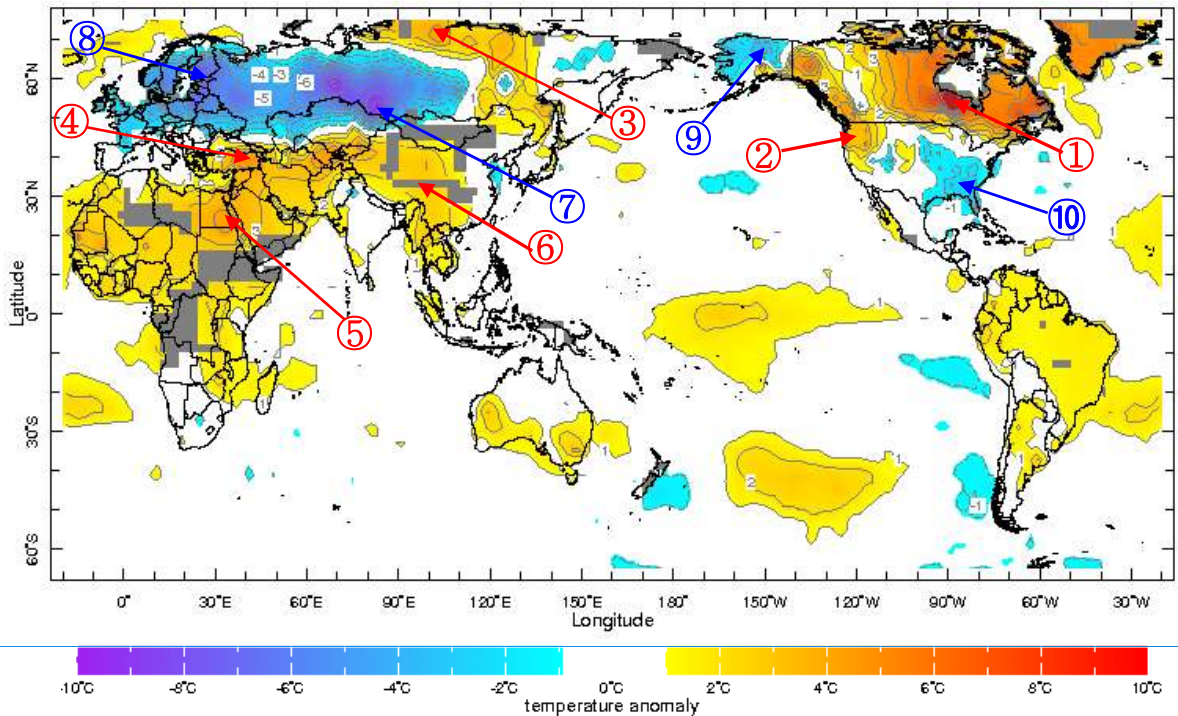 ⑧
-4 -3 -6
-5
④
③
⑨
②
①
⑦
⑥
⑩
⑤
60°N
30°N
0°
30°S
60°S
Latitude
0° 30°E 60°E 90°E 120°E 150°E 180° 150°W 120°W 90°W 60°W 30°W
Longitude
-10°C -8°C -6°C -4°C -2°C 0°C 2°C 4°C 6°C 8°C 10°C
temperature anomaly